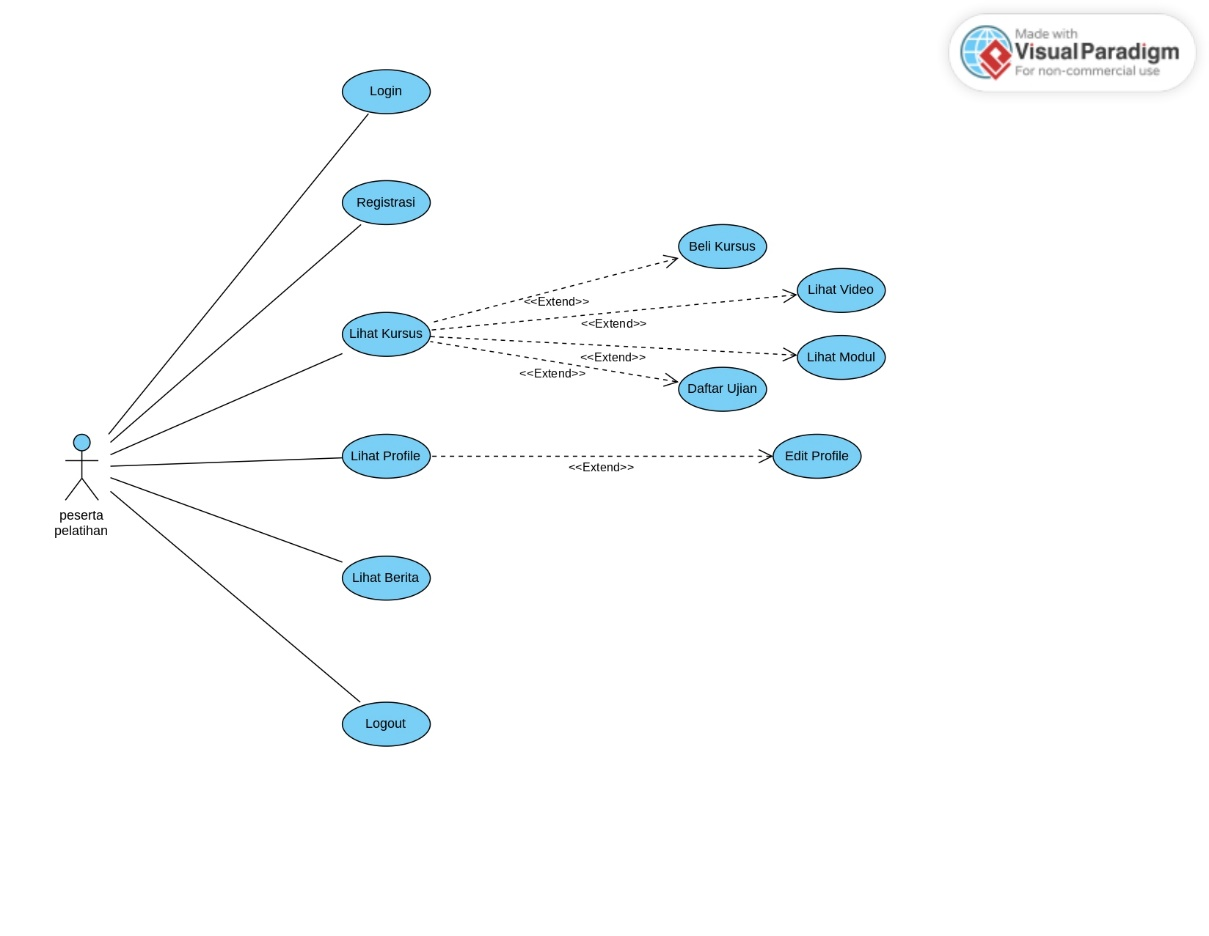 Made with
Visual Paradigm
For non-commercial use
Login
Registrasi
Beli Kursus
Lihat Video
<<Extend>>
<<Extend>>
Lihat Kursus
<<Extend>>
Lihat Modul
<<Extend>>
Daftar Ujian
Lihat Profile
<<Extend>>
Edit Profile
peserta
pelatihan
Lihat Berita
Logout